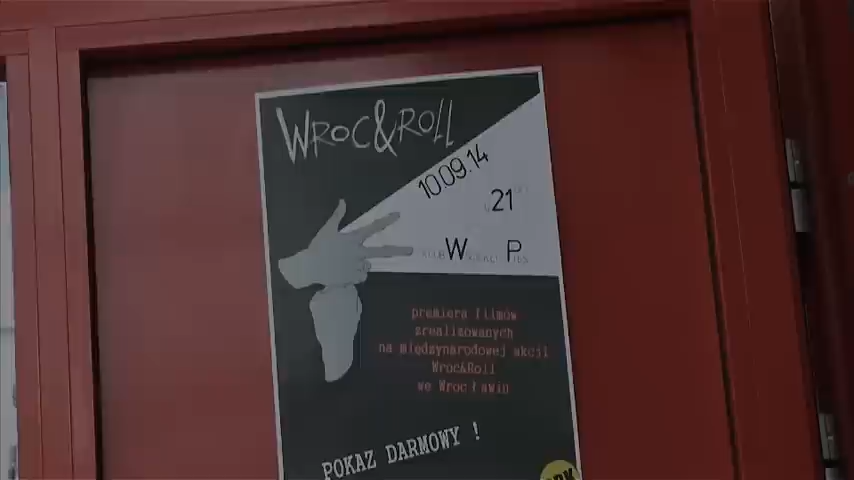 WROC&ROLL
10.09.14
21
W P
premiera filmów
zrealizowanych
na międzynarodowej akcji
Wroc&Roll
we Wrocławiu
POKAZ DARMOWY !